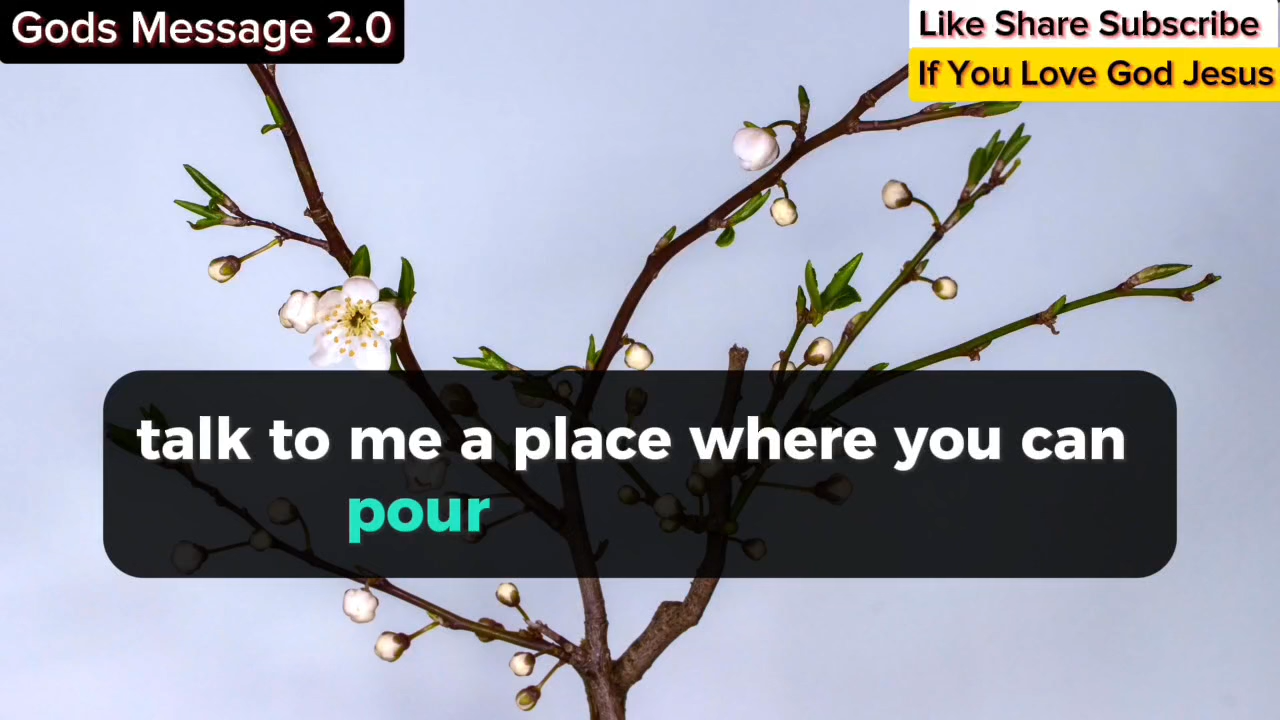 Gods Message 2.0
Like Share Subscribe
If You Love God Jesus
talk to me a place where you can
pour